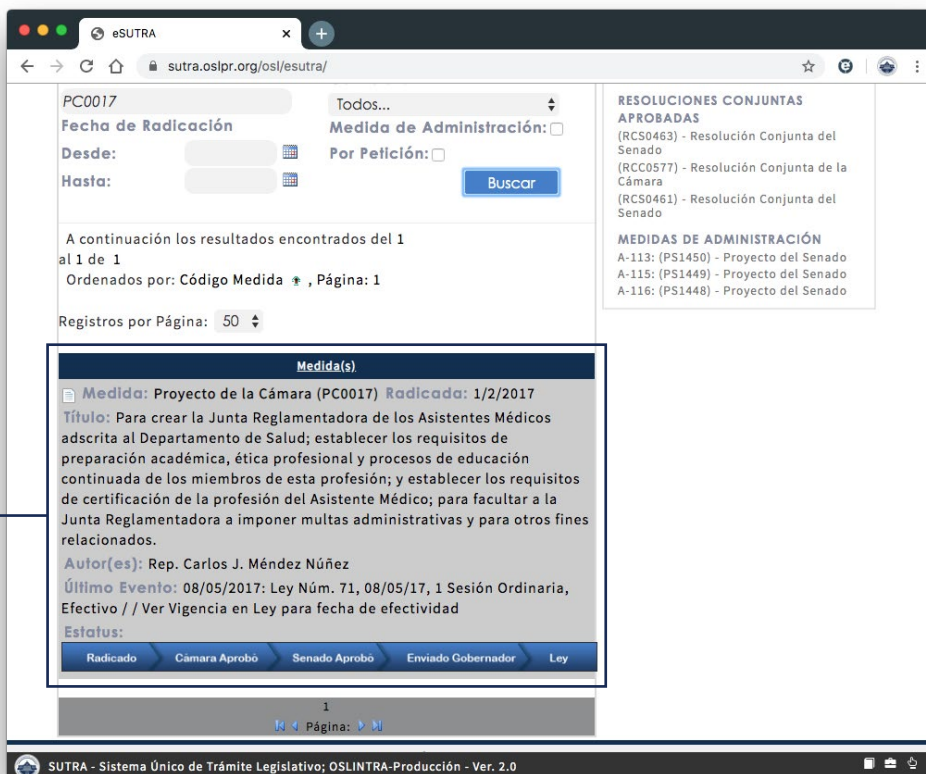 eSUTRA
sutra.oslpr.org/osl/esutra/
PC0017
Todos...
Fecha de Radicación
Medida de Administración:
Desde:
Por Petición:
Hasta:
Buscar
A continuación los resultados encontrados del 1
al 1 de 1
Ordenados por: Código Medida , Página: 1
Registros por Página: 50
Medida(s)
Medida: Proyecto de la Cámara (PC0017) Radicada: 1/2/2017
Título: Para crear la Junta Reglamentadora de los Asistentes Médicos
adscrita al Departamento de Salud; establecer los requisitos de
preparación académica, ética profesional y procesos de educación
continuada de los miembros de esta profesión; y establecer los requisitos
de certificación de la profesión del Asistente Médico; para facultar a la
Junta Reglamentadora a imponer multas administrativas y para otros fines
relacionados.
Autor(es): Rep. Carlos J. Méndez Núñez
Último Evento: 08/05/2017: Ley Núm. 71, 08/05/17, 1 Sesión Ordinaria,
Efectivo / / Ver Vigencia en Ley para fecha de efectividad
Estatus:
Radicado Cámara Aprobó Senado Aprobó Enviado Gobernador Ley
1
Página:
RESOLUCIONES CONJUNTAS
APROBADAS
(RCS0463) - Resolución Conjunta del
Senado
(RCC0577) - Resolución Conjunta de la
Cámara
(RCS0461) - Resolución Conjunta del
Senado
MEDIDAS DE ADMINISTRACIÓN
A-113: (PS1450) - Proyecto del Senado
A-115: (PS1449) - Proyecto del Senado
A-116: (PS1448) - Proyecto del Senado
SUTRA - Sistema Único de Trámite Legislativo; OSLINTRA-Producción - Ver. 2.0